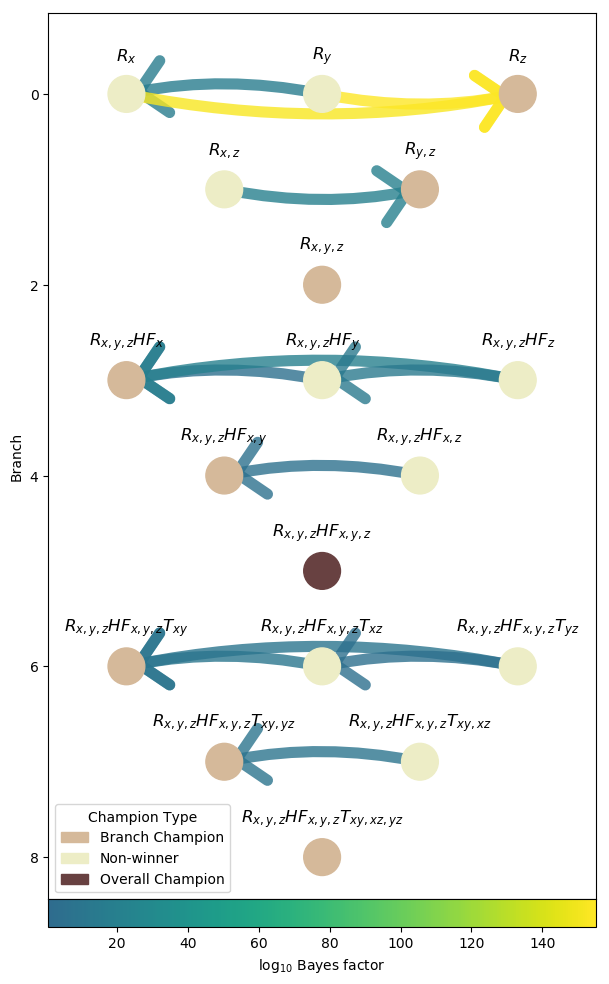 R_x R_y R_z
0
R_{x,z} R_{y,z}
R_{x,y,z}
2
R_{x,y,z}HF_x R_{x,y,z}HF_y R_{x,y,z}HF_z
R_{x,y,z}HF_{x,y} R_{x,y,z}HF_{x,z}
Branch
4
R_{x,y,z}HF_{x,y,z}
R_{x,y,z}HF_{x,y,z}T_{xy} R_{x,y,z}HF_{x,y,z}T_{xz} R_{x,y,z}HF_{x,y,z}T_{yz}
6
R_{x,y,z}HF_{x,y,z}T_{xy,yz} R_{x,y,z}HF_{x,y,z}T_{xy,xz}
R_{x,y,z}HF_{x,y,z}T_{xy,xz,yz}
8
Champion Type
Branch Champion
Non-winner
Overall Champion
20 40 60 80 100 120 140
log_{10} Bayes factor